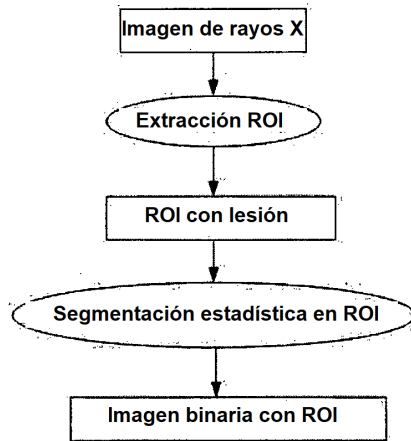 Imagen de rayos X
Extracción ROI
ROI con lesión
Segmentación estadística en ROI
Imagen binaria con ROI